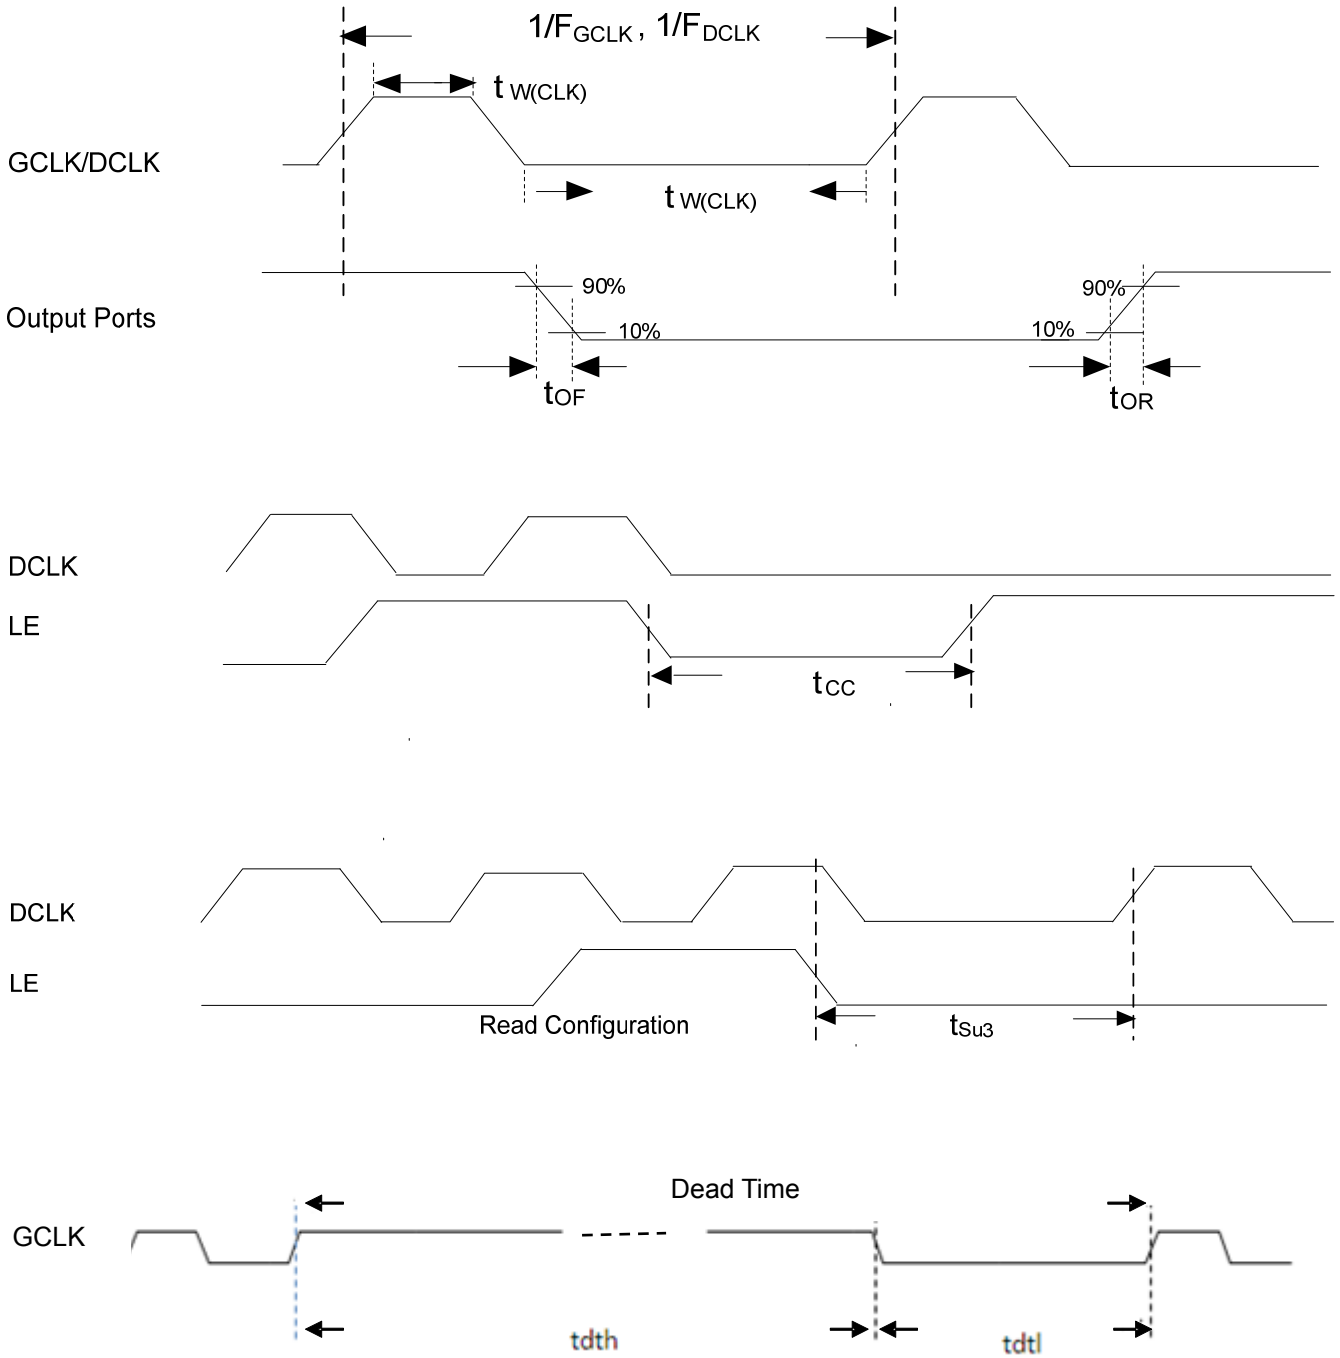 1/FGCLK , 1/FDCLK
t W(CLK)
GCLK/DCLK
t W(CLK)
90%
90%
Output Ports
10%
10%
tOF
tOR
DCLK
LE
tCC
DCLK
LE
Read Configuration
tSu3
Dead Time
GCLK
tdth
tdtl